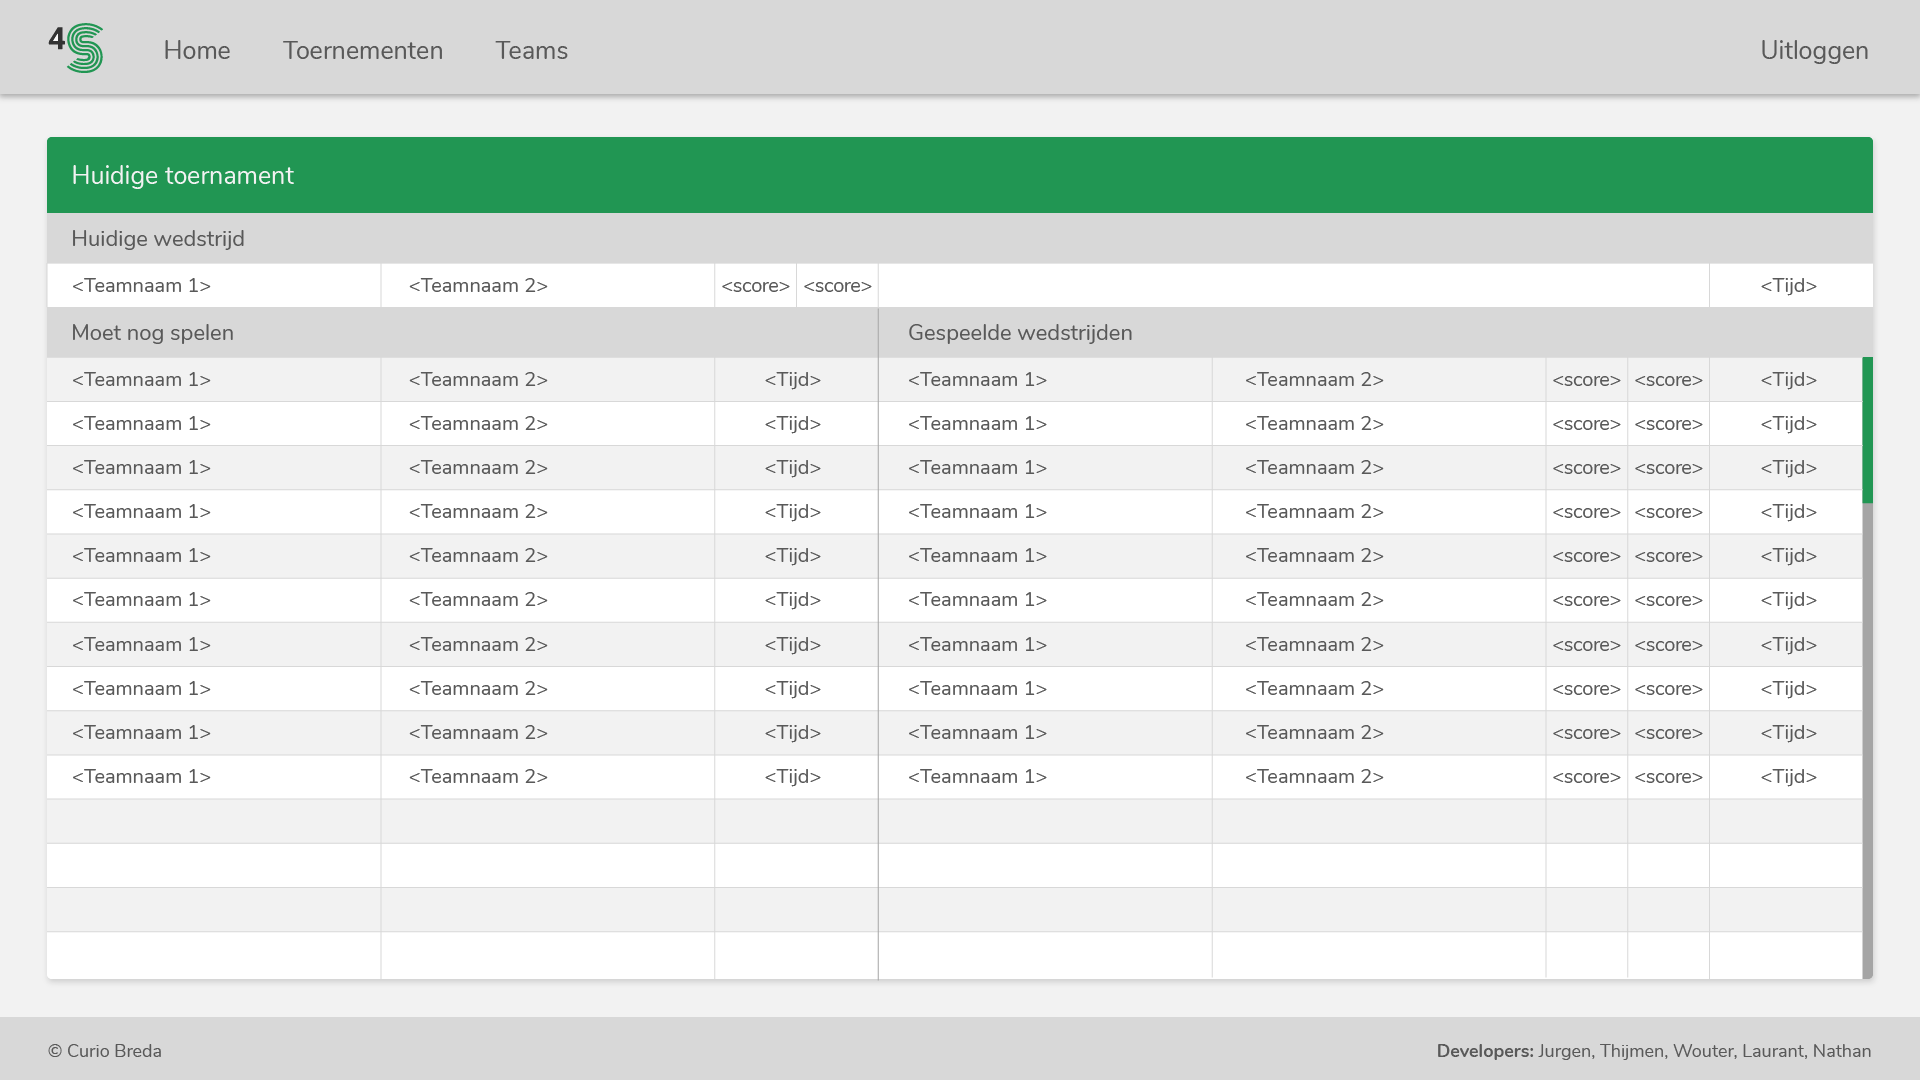 4S Home Toernementen Teams Uitloggen
Huidige toernament
Huidige wedstrijd
<Teamnaam 1> <Teamnaam 2> <score> <score> <Tijd>
Moet nog spelen Gespeelde wedstrijden
<Teamnaam 1> <Teamnaam 2> <Tijd> <Teamnaam 1> <Teamnaam 2> <score> <score> <Tijd>
<Teamnaam 1> <Teamnaam 2> <Tijd> <Teamnaam 1> <Teamnaam 2> <score> <score> <Tijd>
<Teamnaam 1> <Teamnaam 2> <Tijd> <Teamnaam 1> <Teamnaam 2> <score> <score> <Tijd>
<Teamnaam 1> <Teamnaam 2> <Tijd> <Teamnaam 1> <Teamnaam 2> <score> <score> <Tijd>
<Teamnaam 1> <Teamnaam 2> <Tijd> <Teamnaam 1> <Teamnaam 2> <score> <score> <Tijd>
<Teamnaam 1> <Teamnaam 2> <Tijd> <Teamnaam 1> <Teamnaam 2> <score> <score> <Tijd>
<Teamnaam 1> <Teamnaam 2> <Tijd> <Teamnaam 1> <Teamnaam 2> <score> <score> <Tijd>
<Teamnaam 1> <Teamnaam 2> <Tijd> <Teamnaam 1> <Teamnaam 2> <score> <score> <Tijd>
<Teamnaam 1> <Teamnaam 2> <Tijd> <Teamnaam 1> <Teamnaam 2> <score> <score> <Tijd>
<Teamnaam 1> <Teamnaam 2> <Tijd> <Teamnaam 1> <Teamnaam 2> <score> <score> <Tijd>
© Curio Breda Developers: Jurgen, Thijmen, Wouter, Laurant, Nathan